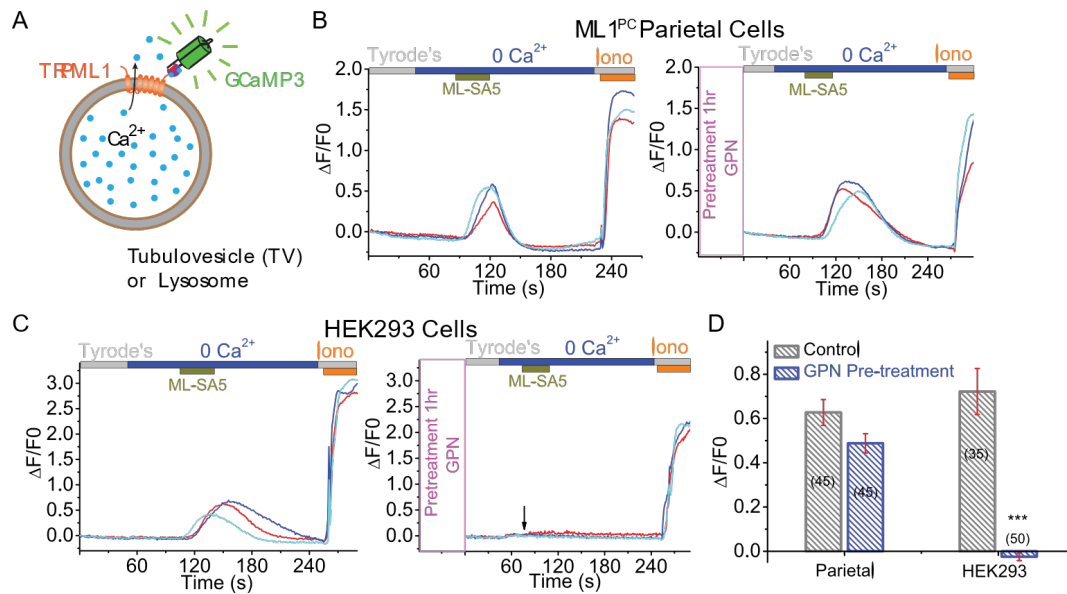 A
TRPML1
GCaMP3
Ca2+
Tubulovesicle (TV)
or Lysosome
B
ML1PC Parietal Cells
Tyrode's
0 Ca2+
Iono
ML-SA5
2.0
1.5
1.0
0.5
0.0
ΔF/F0
60
120
180
240
Time (s)
Tyrode's
0 Ca2+
Iono
ML-SA5
Pretreatment 1hr
GPN
2.0
1.5
1.0
0.5
0.0
ΔF/F0
60
120
180
240
Time (s)
C
HEK293 Cells
Tyrode's
0 Ca2+
Iono
ML-SA5
3.0
2.5
2.0
1.5
1.0
0.5
0.0
ΔF/F0
60
120
180
240
Time (s)
Tyrode's
0 Ca2+
Iono
ML-SA5
Pretreatment 1hr
GPN
3.0
2.5
2.0
1.5
1.0
0.5
0.0
ΔF/F0
60
120
180
240
Time (s)
D
Control
GPN Pre-treatment
0.8
0.6
0.4
0.2
0.0
ΔF/F0
(45)
(45)
(35)
***
(50)
Parietal
HEK293